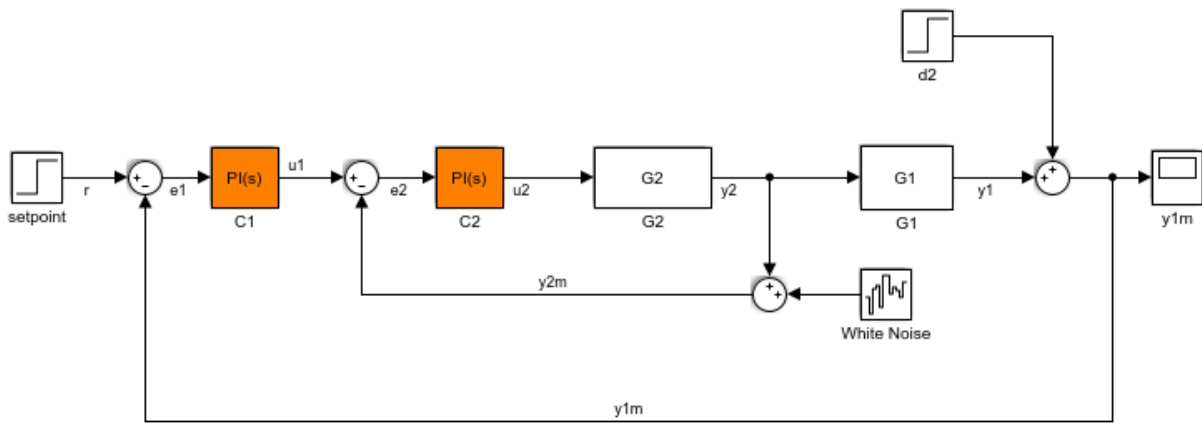 d2
setpoint
r
+
−
e1
PI(s)
C1
u1
+
−
e2
PI(s)
C2
u2
G2
G2
y2
G1
G1
y1
+
+
y1m
y2m
+
+
White Noise
y1m